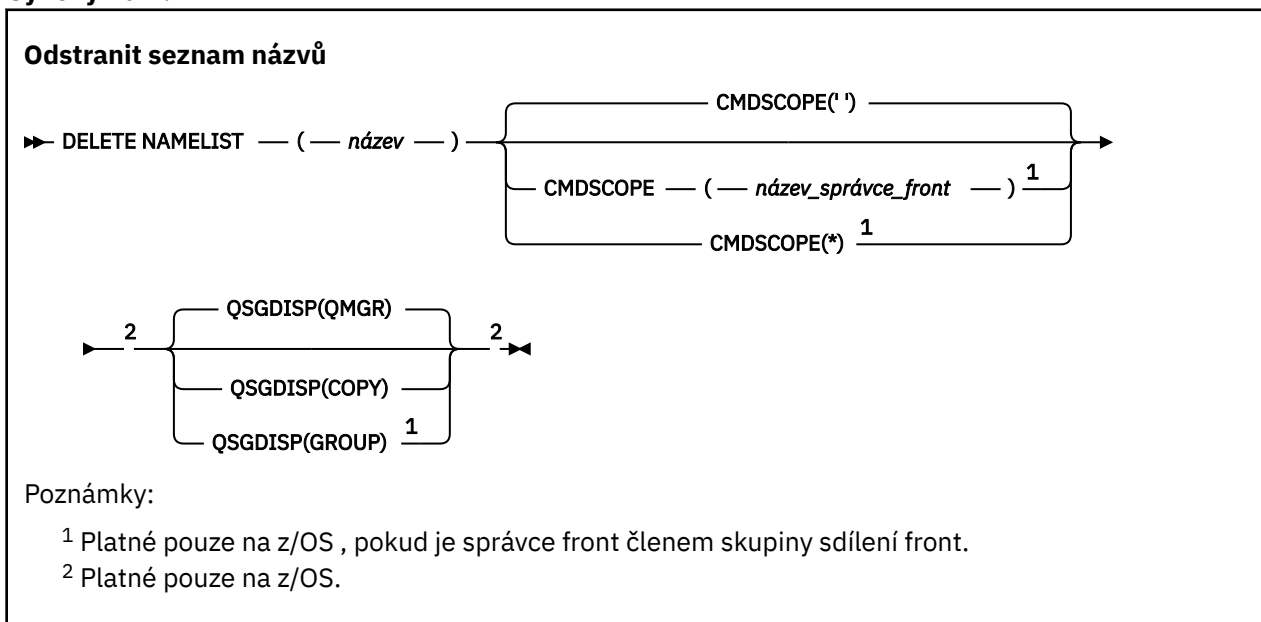 Odstranit seznam názvů
CMDSCOPE(' ')
DELETE NAMELIST ( název )
CMDSCOPE ( název_správce_front ) 1
CMDSCOPE(*) 1
QSGDISP(QMGR)
2 2
QSGDISP(COPY)
QSGDISP(GROUP) 1
Poznámky:
1 Platné pouze na z/OS , pokud je správce front členem skupiny sdílení front.
2 Platné pouze na z/OS.